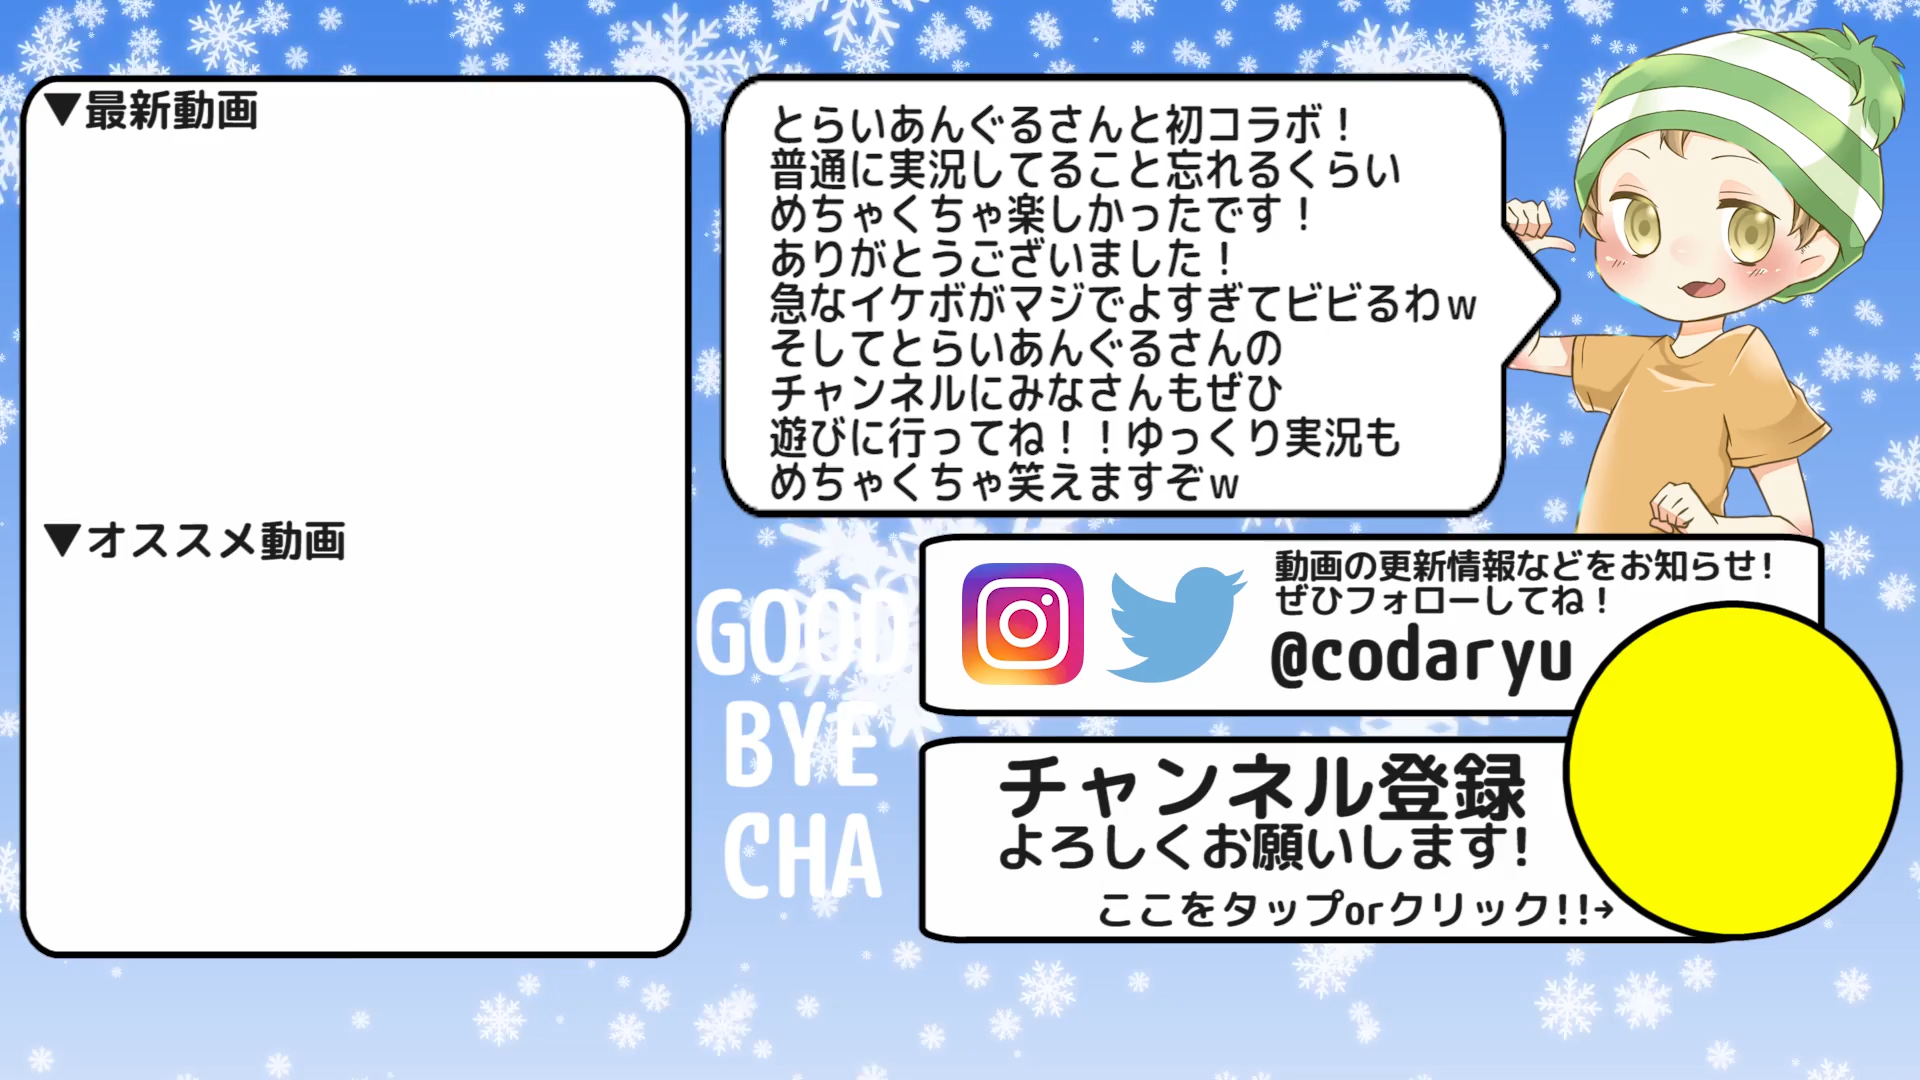 ▼最新動画
▼オススメ動画
とらいあんぐるさんと初コラボ！
普通に実況してること忘れるくらい
めちゃくちゃ楽しかったです！
ありがとうございました！
急なイケボがマジでよすぎてビビるわw
そしてとらいあんぐるさんの
チャンネルにみなさんもぜひ
遊びに行ってね！！ゆっくり実況も
めちゃくちゃ笑えますぞw
GOOD
BYE
CHA
動画の更新情報などをお知らせ！
ぜひフォローしてね！
@codaryu
チャンネル登録
よろしくお願いします！
ここをタップorクリック!!→